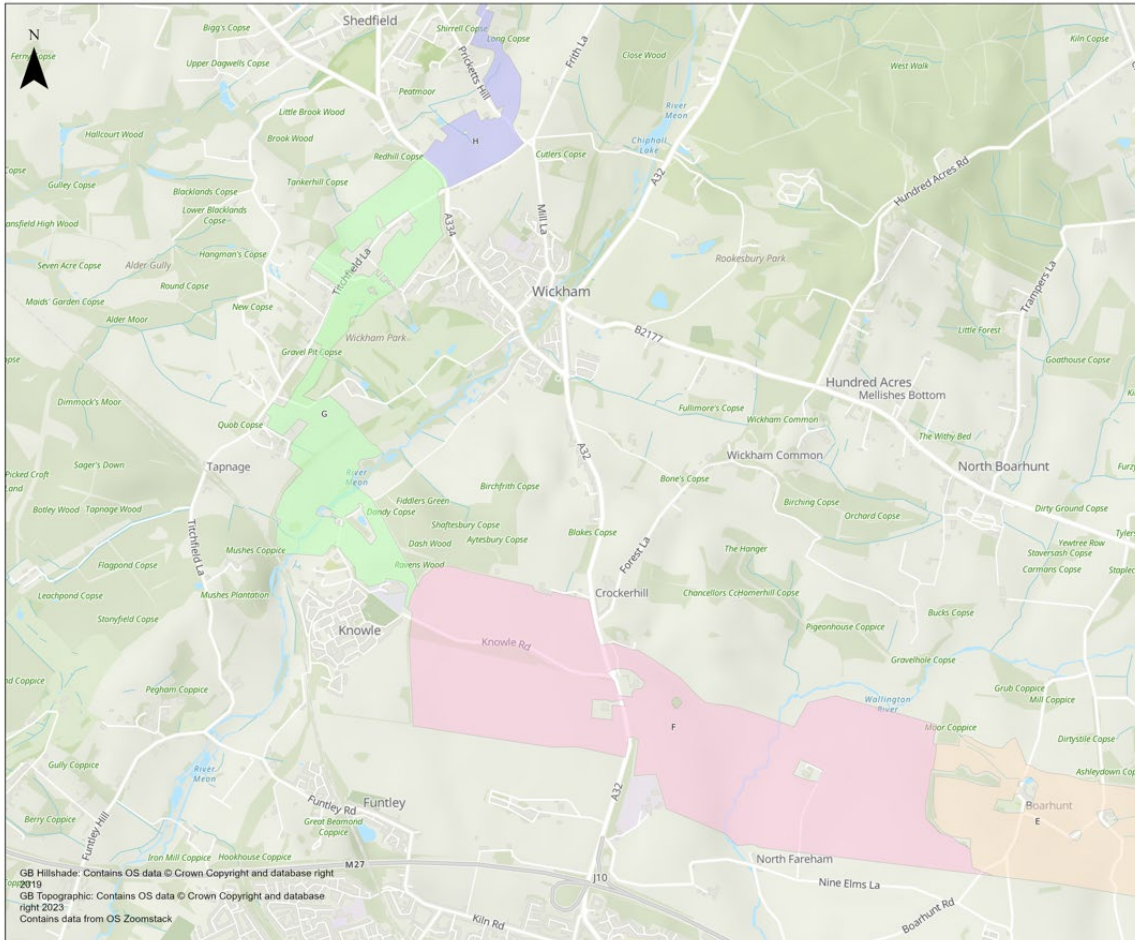 Shedfield
Bigg's Copse
Shirrell Copse
Long Copse
Kiln Copse
N
Frith La
Close Wood
Upper Dagwells Copse
Pricketts Hill
West Walk
Peatmoor
River
Meon
Little Brook Wood
Hallcourt Wood
Brook Wood
H
Chiphall
Lake
Redhill Copse
Cutlers Copse
A32
Tankerhill Copse
Gulley Copse
Blacklands Copse
Hundred Acres Rd
Lower Blacklands
Copse
Mill La
A334
Hangman's Copse
Alder Gully
Seven Acre Copse
Rookesbury Park
Titchfield La
Trampers La
Round Copse
Maids' Garden Copse
Wickham
New Copse
Alder Moor
Little Forest
B2177
Wickham Park
Gravel Pit Copse
Goathouse Copse
Hundred Acres
Mellishes Bottom
Dimmock's Moor
G
Fullimore's Copse
Wickham Common
Quob Copse
The Withy Bed
A32
Wickham Common
Tapnage
North Boarhunt
Sager's Down
Picked Croft
Land
River
Meon
Bone's Copse
Birchfrith Copse
Fiddlers Green
Birching Copse
Botley Wood
Tapnage Wood
Dandy Copse
Orchard Copse
Dirty Ground Copse
Titchfield La
Shaftesbury Copse
Blakes Copse
Aytesbury Copse
Dash Wood
Yewtree Row
Mushes Coppice
The Hanger
Staversash Copse
Flagpond Copse
Ravens Wood
Forest La
Carmans Copse
Leachpond Copse
Mushes Plantation
Crockerhill
Homerhill Copse
Bucks Copse
Stonyfield Copse
Knowle
Pigeonhouse Coppice
Knowle Rd
Gravelhole Copse
Pegham Coppice
Grub Coppice
Wallington
River
Mill Coppice
F
Moor Coppice
Dirtystile Copse
Gully Coppice
River
Meon
A32
Funtley Rd
Funtley
Boarhunt
Berry Coppice
Great Beamond
Coppice
E
Funtley Hill
Iron Mill Coppice
Hookhouse Coppice
M27
North Fareham
J10
Nine Elms La
Boarhunt Rd
Kiln Rd
GB Hillshade: Contains OS data © Crown Copyright and database right
2019
GB Topographic: Contains OS data © Crown Copyright and database
right 2023
Contains data from OS Zoomstack